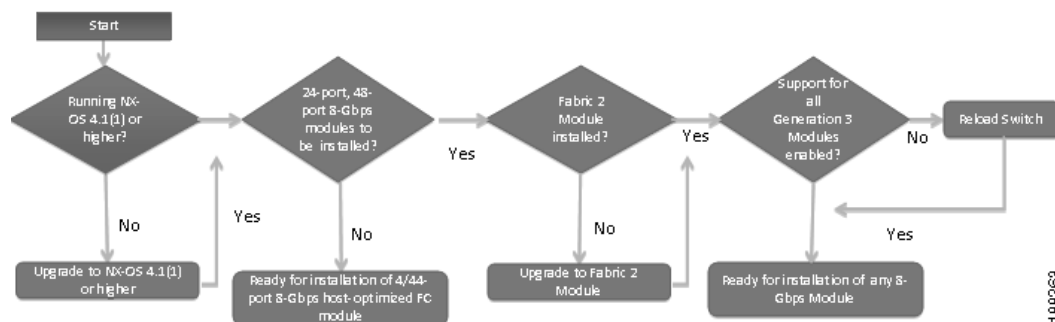 Start
Running NX-
OS 4.1(1) or
higher?
24-port, 48-
port 8-Gbps
modules to
be installed?
Fabric 2
Module
installed?
Support for
all
Generation 3
Modules
enabled?
Reload Switch
Yes
Yes
No
No
Yes
No
No
Yes
Upgrade to NX-OS 4.1(1)
or higher
Ready for installation of 4/44-
port 8-Gbps host-optimized FC
module
Upgrade to Fabric 2
Module
Ready for installation of any 8-
Gbps Module
199269